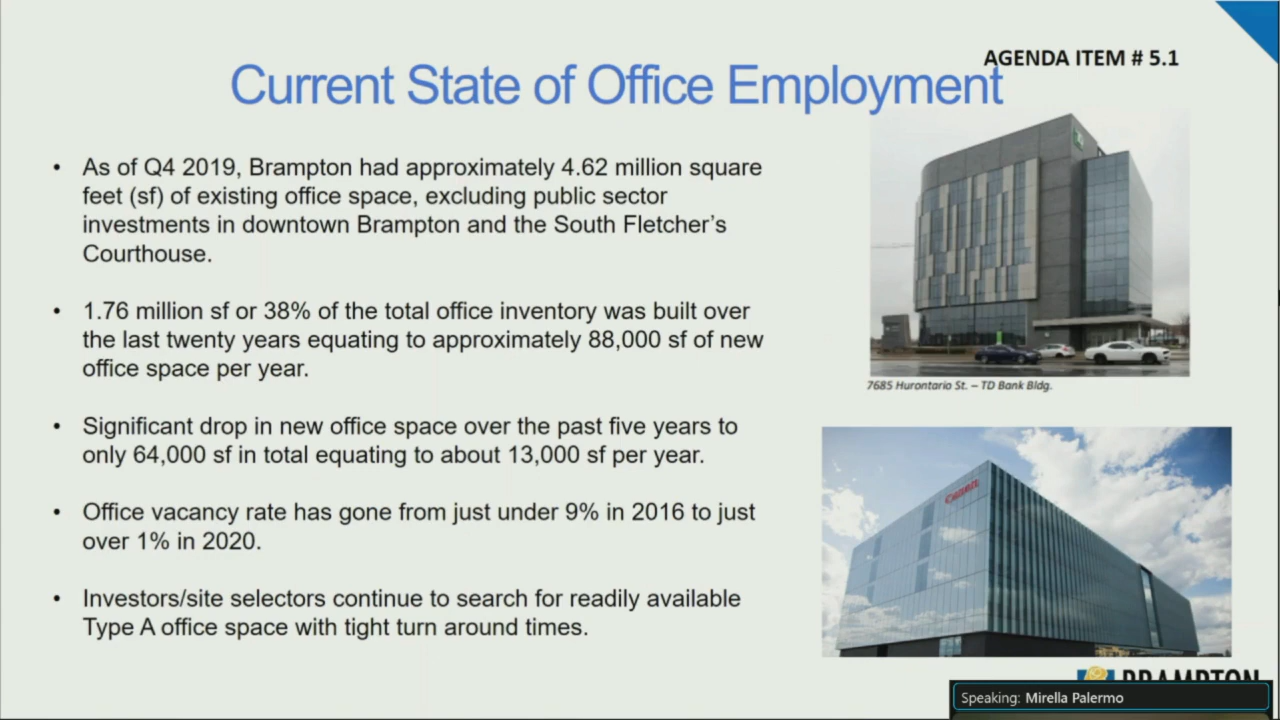 AGENDA ITEM # 5.1
Current State of Office Employment
• As of Q4 2019, Brampton had approximately 4.62 million square
feet (sf) of existing office space, excluding public sector
investments in downtown Brampton and the South Fletcher's
Courthouse.
• 1.76 million sf or 38% of the total office inventory was built over
the last twenty years equating to approximately 88,000 sf of new
office space per year.
• Significant drop in new office space over the past five years to
only 64,000 sf in total equating to about 13,000 sf per year.
• Office vacancy rate has gone from just under 9% in 2016 to just
over 1% in 2020.
• Investors/site selectors continue to search for readily available
Type A office space with tight turn around times.
7685 Hurontario St. – TD Bank Bldg.
Canon
BRAMPTON
Speaking: Mirella Palermo